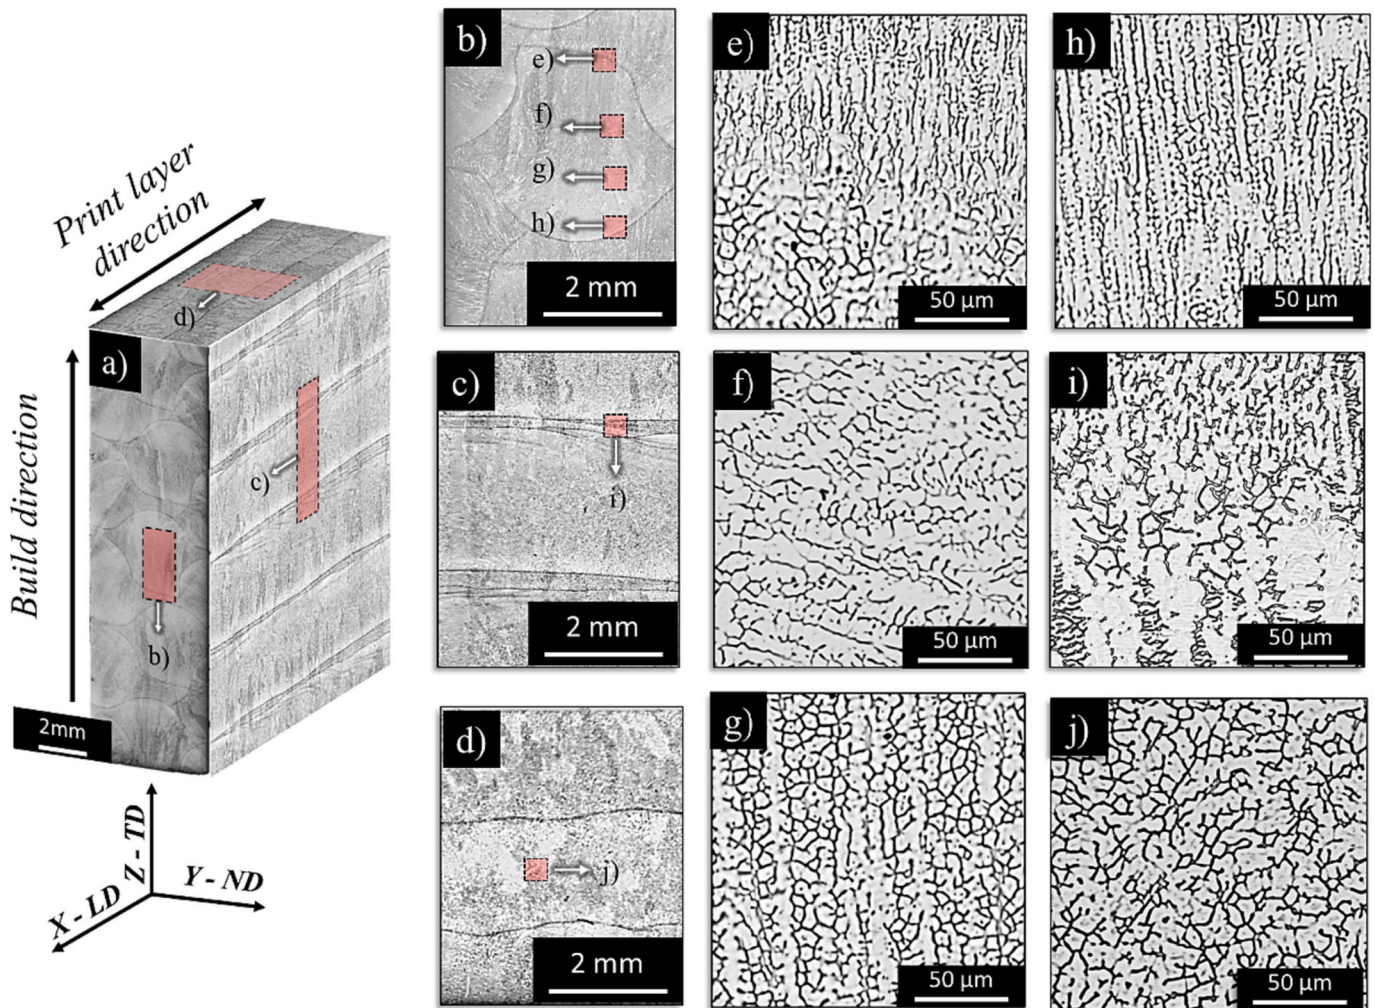 Print layer
direction
d)
a)
Build direction
c)
b)
2mm
Z - TD
Y - ND
X - LD
b)
e)
f)
g)
h)
2 mm
e)
50 µm
h)
50 µm
c)
i)
2 mm
f)
50 µm
i)
50 µm
d)
j)
2 mm
g)
50 µm
j)
50 µm